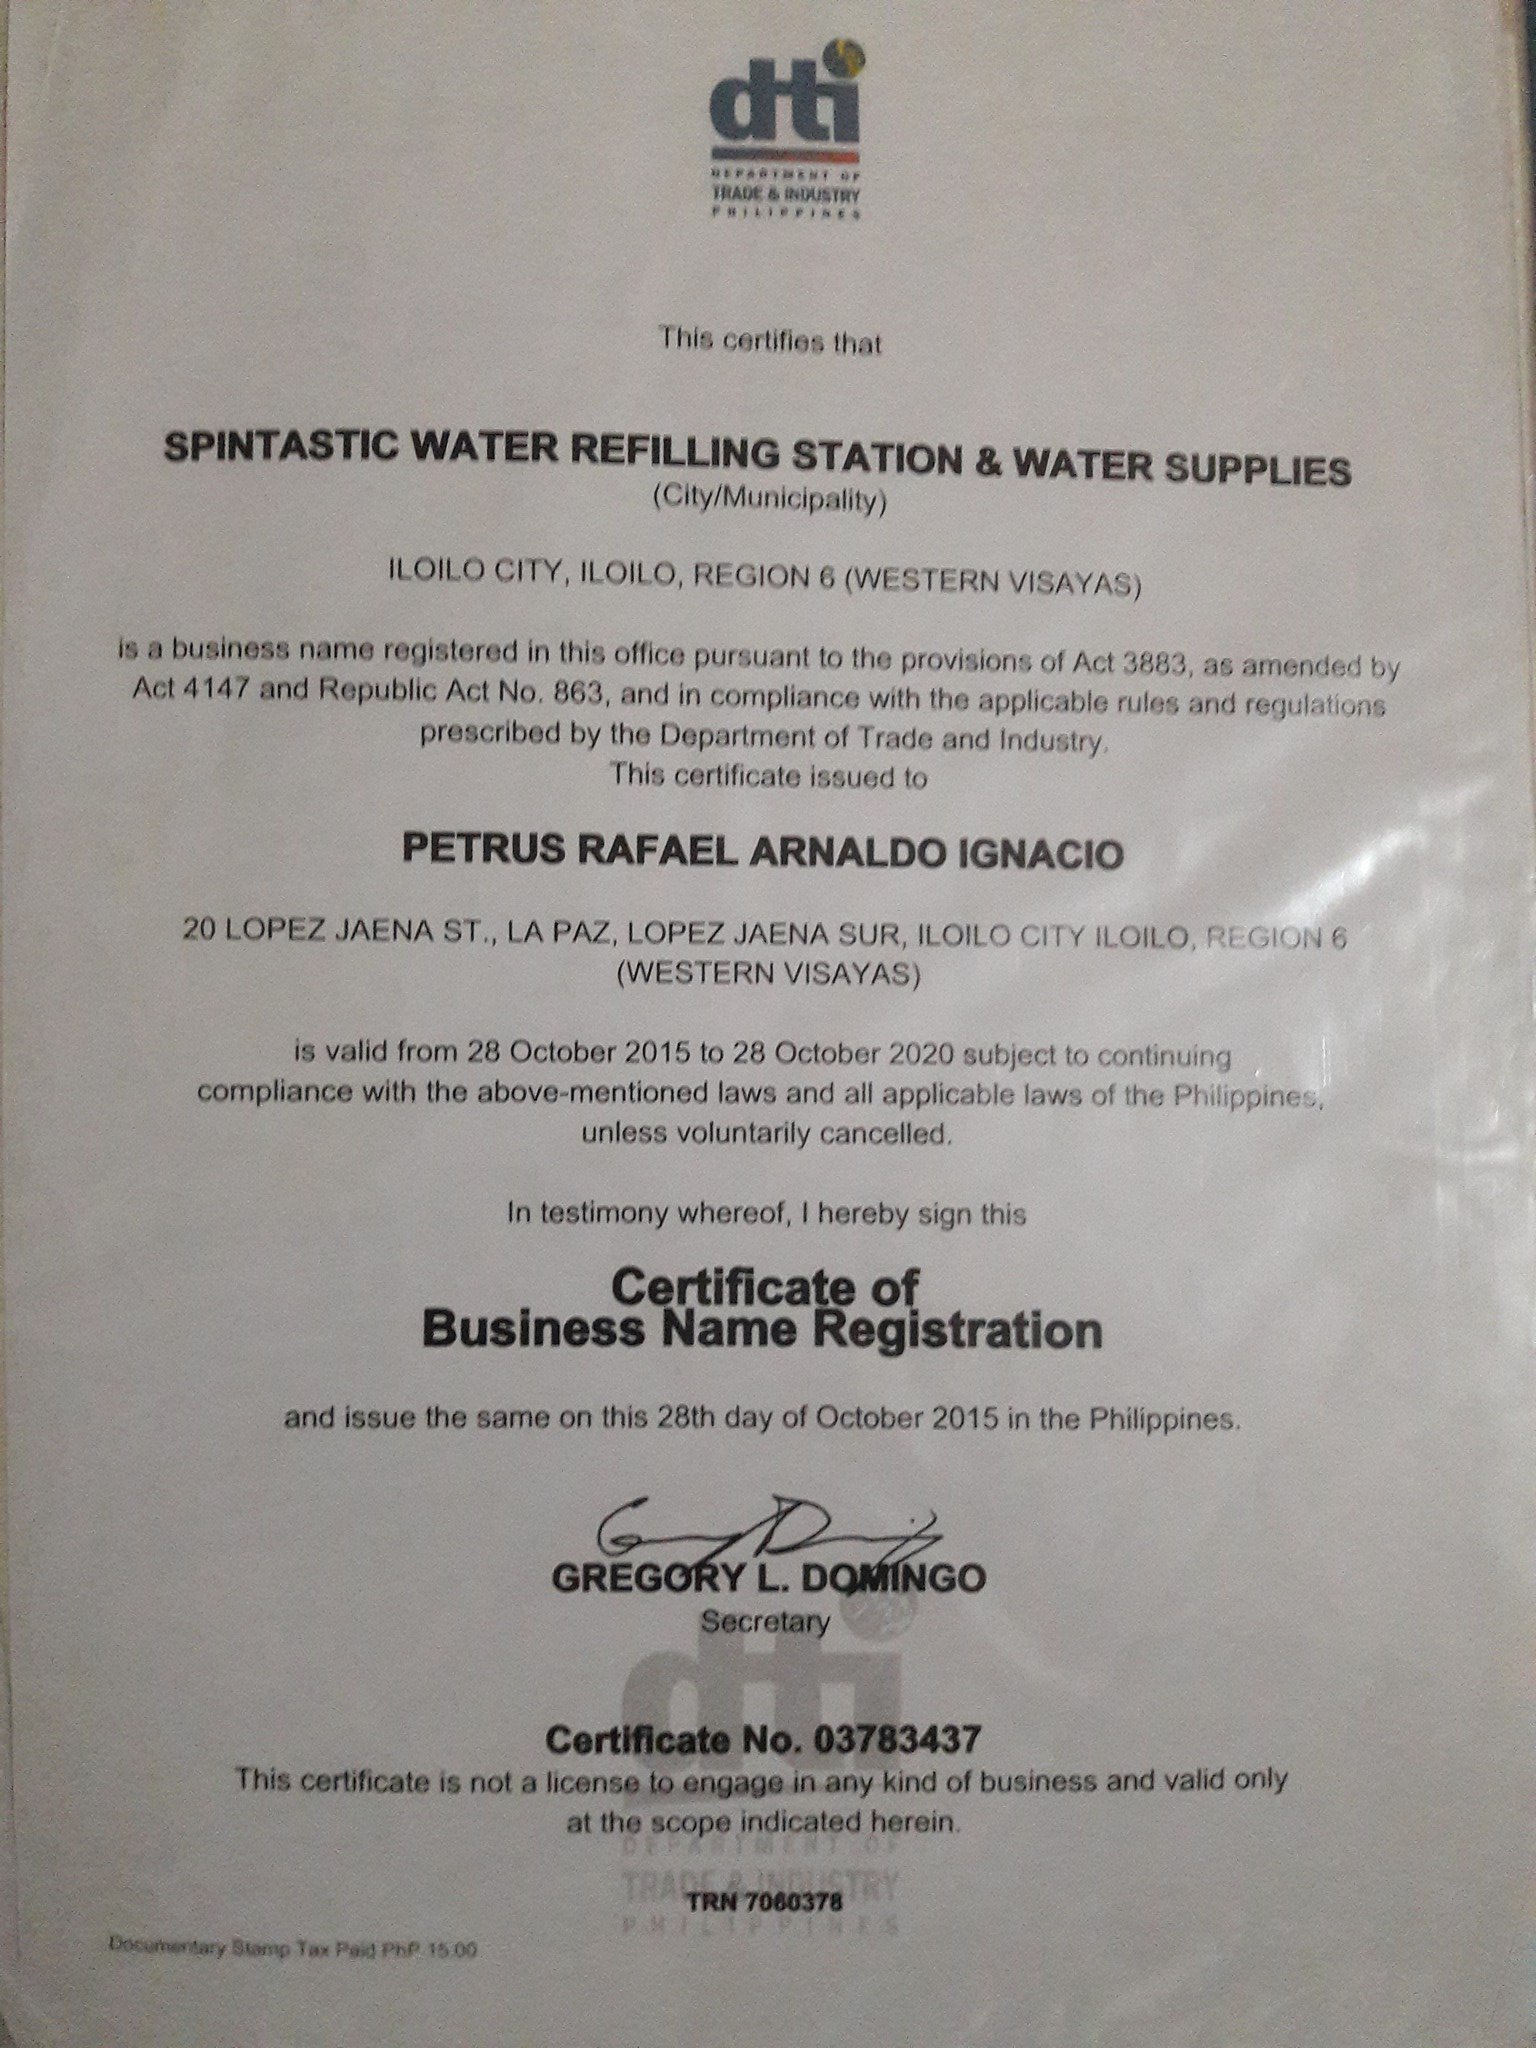 dti
DEPARTMENT OF
TRADE & INDUSTRY
PHILIPPINES
This certifies that
SPINTASTIC WATER REFILLING STATION & WATER SUPPLIES
(City/Municipality)
ILOILO CITY, ILOILO, REGION 6 (WESTERN VISAYAS)
is a business name registered in this office pursuant to the provisions of Act 3883, as amended by
Act 4147 and Republic Act No. 863, and in compliance with the applicable rules and regulations
prescribed by the Department of Trade and Industry.
This certificate issued to
PETRUS RAFAEL ARNALDO IGNACIO
20 LOPEZ JAENA ST., LA PAZ, LOPEZ JAENA SUR, ILOILO CITY ILOILO, REGION 6
(WESTERN VISAYAS)
is valid from 28 October 2015 to 28 October 2020 subject to continuing
compliance with the above-mentioned laws and all applicable laws of the Philippines,
unless voluntarily cancelled.
In testimony whereof, I hereby sign this
Certificate of
Business Name Registration
and issue the same on this 28th day of October 2015 in the Philippines.
GREGORY L. DOMINGO
Secretary
dti
Certificate No. 03783437
This certificate is not a license to engage in any kind of business and valid only
at the scope indicated herein.
DEPARTMENT OF
TRADE & INDUSTRY
TRN 7060378
PHILIPPINES
Documentary Stamp Tax Paid PhP 15.00